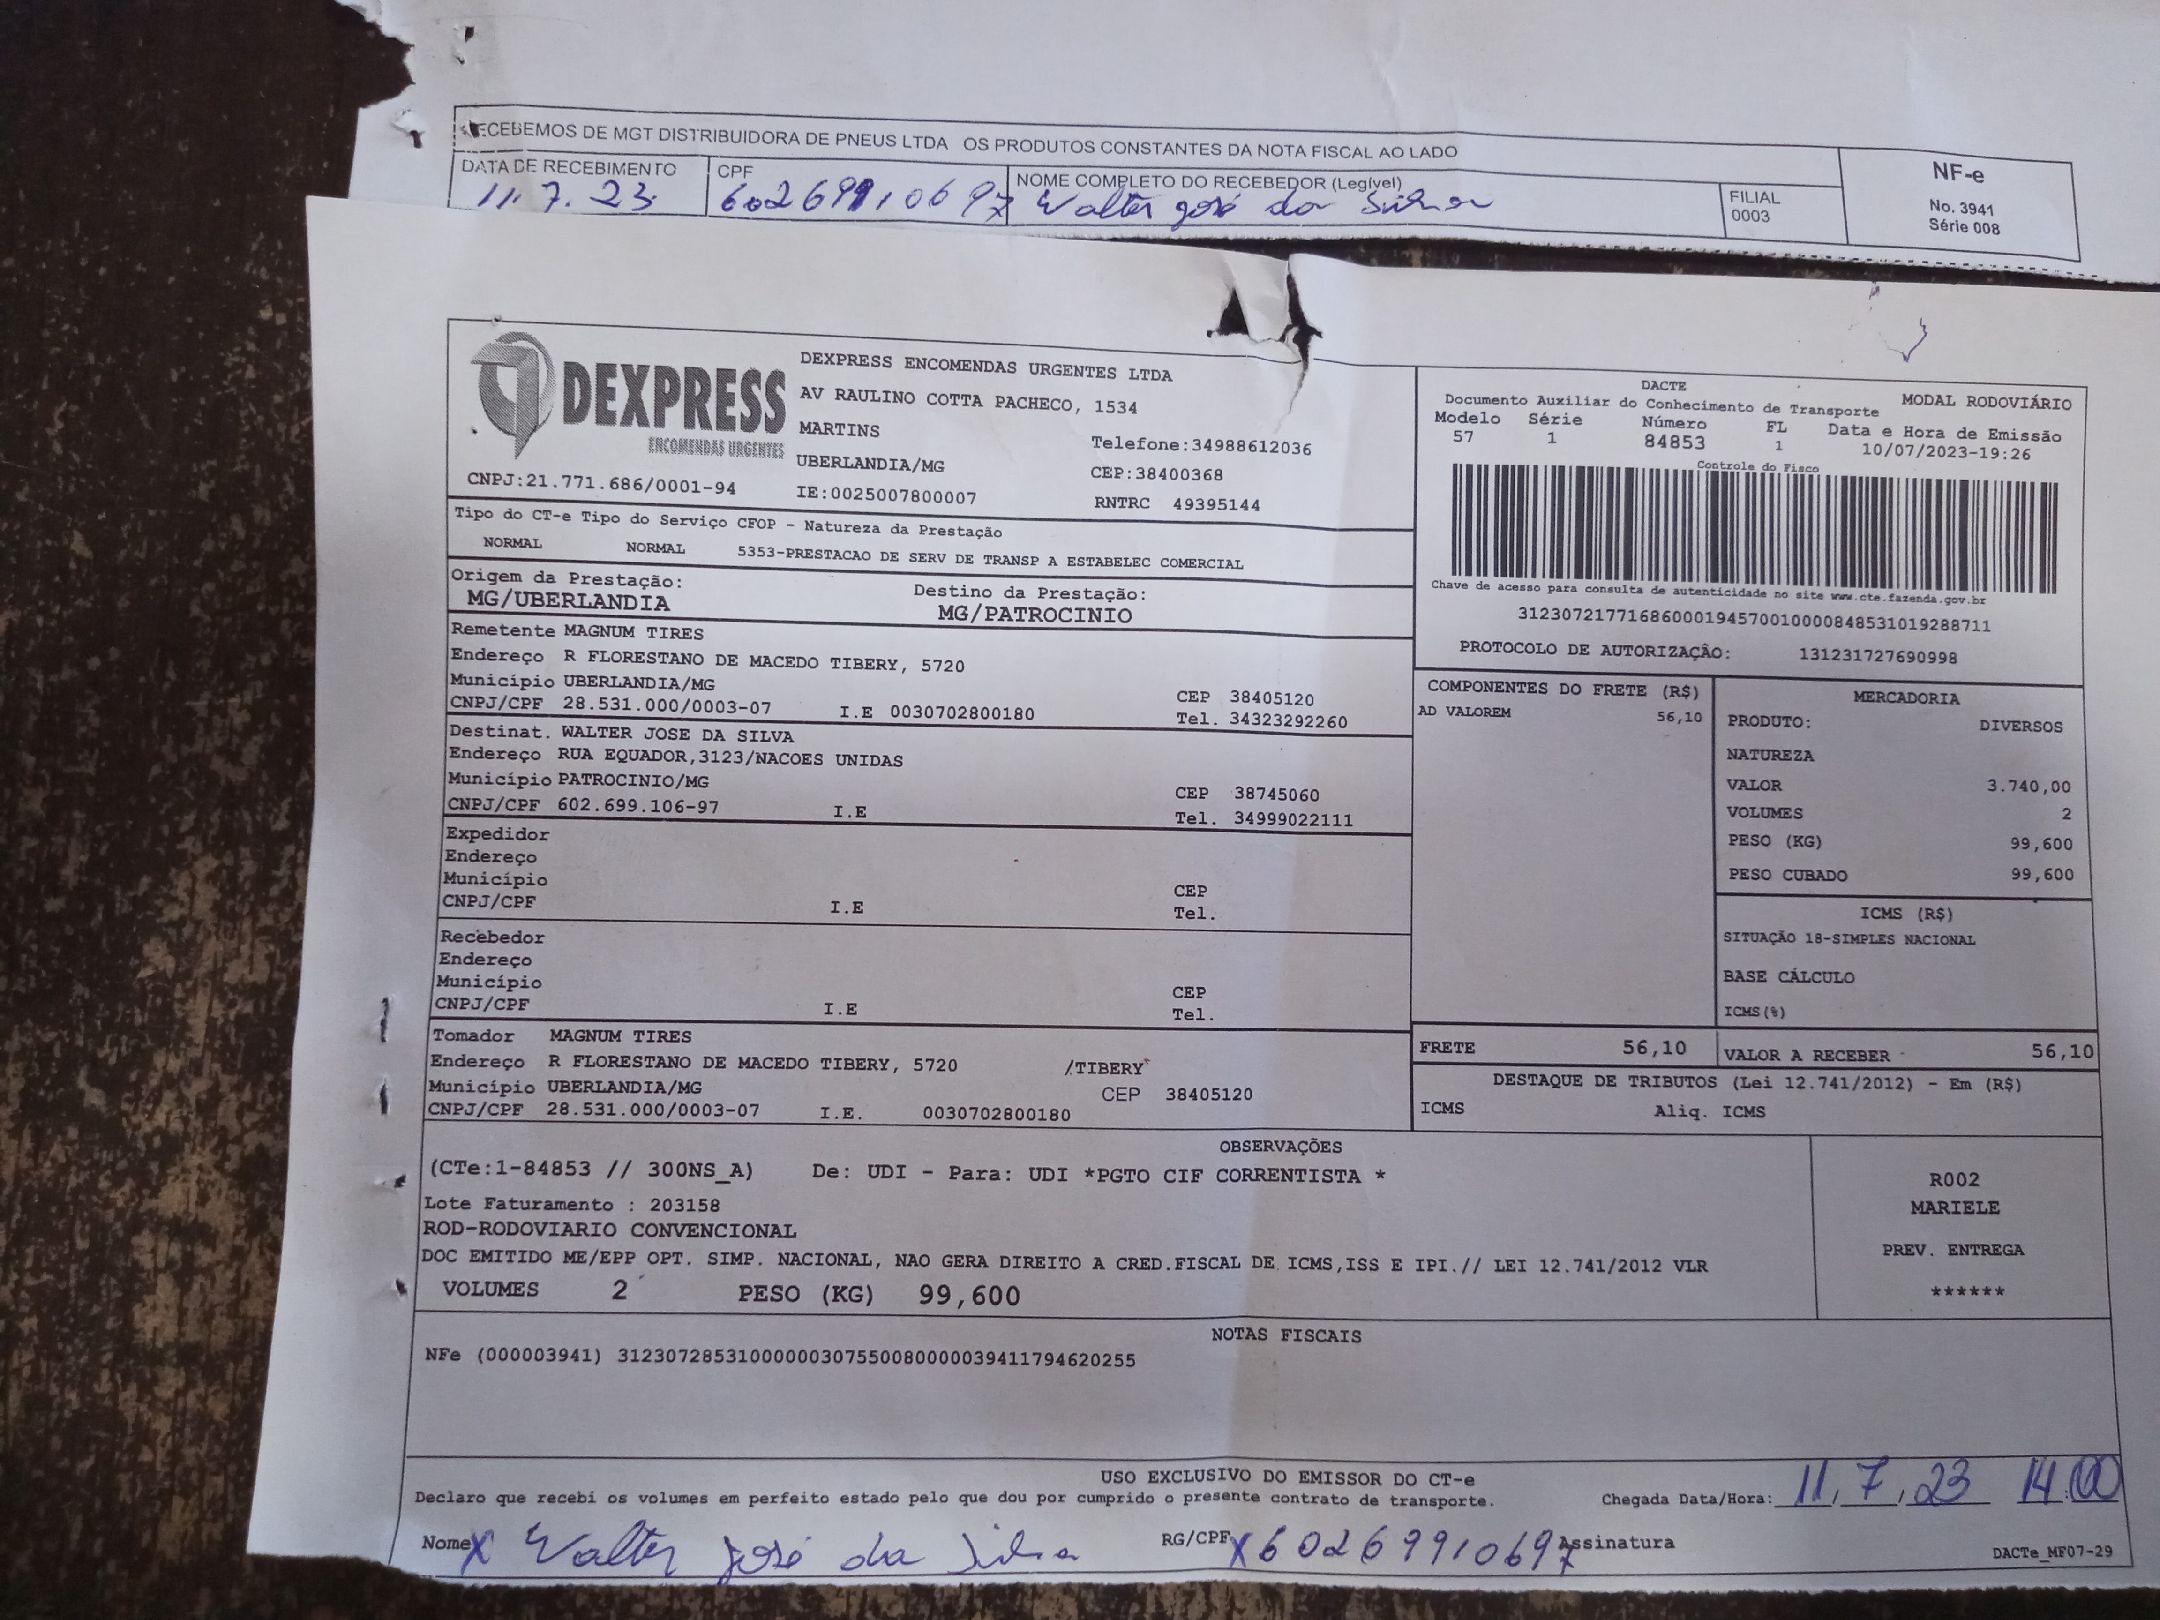 RECEBEMOS DE MGT DISTRIBUIDORA DE PNEUS LTDA OS PRODUTOS CONSTANTES DA NOTA FISCAL AO LADO
DATA DE RECEBIMENTO CPF NOME COMPLETO DO RECEBEDOR (Legível) FILIAL
11.7.23 60269910697 Walter José da Silva 0003
NF-e
No. 3941
Série 008
DEXPRESS
ENCOMENDAS URGENTES
CNPJ:21.771.686/0001-94
DEXPRESS ENCOMENDAS URGENTES LTDA
AV RAULINO COTTA PACHECO, 1534
MARTINS Telefone:34988612036
UBERLANDIA/MG CEP:38400368
IE:0025007800007 RNTRC 49395144
DACTE MODAL RODOVIÁRIO
Documento Auxiliar do Conhecimento de Transporte
Modelo Série Número FL Data e Hora de Emissão
57 1 84853 1 10/07/2023-19:26
Controle do Fisco
Chave de acesso para consulta de autenticidade no site www.cte.fazenda.gov.br
31230721771686000194570010000848531019288711
PROTOCOLO DE AUTORIZAÇÃO: 131231727690998
Tipo do CT-e Tipo do Serviço CFOP - Natureza da Prestação
NORMAL NORMAL 5353-PRESTACAO DE SERV DE TRANSP A ESTABELEC COMERCIAL
Origem da Prestação: Destino da Prestação:
MG/UBERLANDIA MG/PATROCINIO
Remetente MAGNUM TIRES
Endereço R FLORESTANO DE MACEDO TIBERY, 5720
Município UBERLANDIA/MG CEP 38405120
CNPJ/CPF 28.531.000/0003-07 I.E 0030702800180 Tel. 34323292260
Destinat. WALTER JOSE DA SILVA
Endereço RUA EQUADOR,3123/NACOES UNIDAS
Município PATROCINIO/MG CEP 38745060
CNPJ/CPF 602.699.106-97 I.E Tel. 34999022111
Expedidor
Endereço
Município CEP
CNPJ/CPF I.E Tel.
Recebedor
Endereço
Município CEP
CNPJ/CPF I.E Tel.
Tomador MAGNUM TIRES
Endereço R FLORESTANO DE MACEDO TIBERY, 5720 /TIBERY
Município UBERLANDIA/MG CEP 38405120
CNPJ/CPF 28.531.000/0003-07 I.E. 0030702800180
COMPONENTES DO FRETE (R$)
AD VALOREM 56,10
MERCADORIA
PRODUTO: DIVERSOS
NATUREZA
VALOR 3.740,00
VOLUMES 2
PESO (KG) 99,600
PESO CUBADO 99,600
ICMS (R$)
SITUAÇÃO 18-SIMPLES NACIONAL
BASE CÁLCULO
ICMS(%)
FRETE 56,10 VALOR A RECEBER 56,10
DESTAQUE DE TRIBUTOS (Lei 12.741/2012) - Em (R$)
ICMS Aliq. ICMS
OBSERVAÇÕES
(CTe:1-84853 // 300NS_A) De: UDI - Para: UDI *PGTO CIF CORRENTISTA *
Lote Faturamento : 203158
ROD-RODOVIARIO CONVENCIONAL
DOC EMITIDO ME/EPP OPT. SIMP. NACIONAL, NAO GERA DIREITO A CRED.FISCAL DE ICMS,ISS E IPI.// LEI 12.741/2012 VLR
VOLUMES 2 PESO (KG) 99,600
R002
MARIELE
PREV. ENTREGA
******
NOTAS FISCAIS
NFe (000003941) 31230728531000000307550080000039411794620255
USO EXCLUSIVO DO EMISSOR DO CT-e
Declaro que recebi os volumes em perfeito estado pelo que dou por cumprido o presente contrato de transporte. Chegada Data/Hora: 11,7,23 14:00
Nome X Walter José da Silva RG/CPF X 60269910697 Assinatura
DACTe_MF07-29